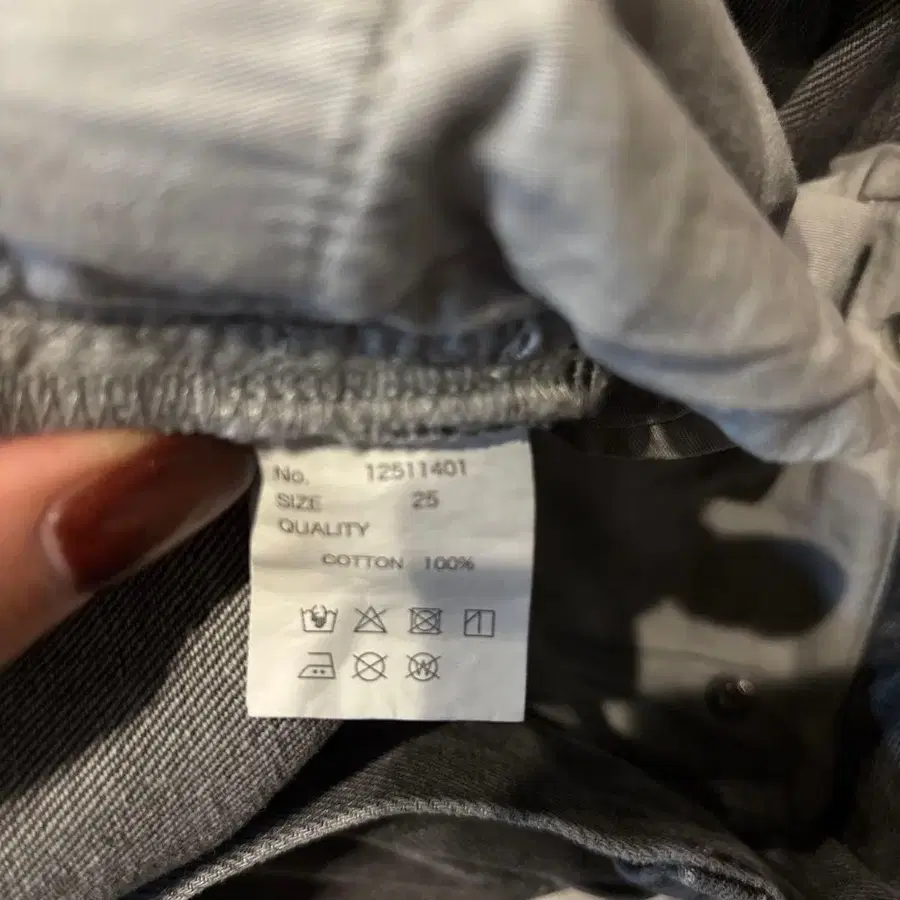 No. 12511401
SIZE 25
QUALITY
COTTON 100%
W